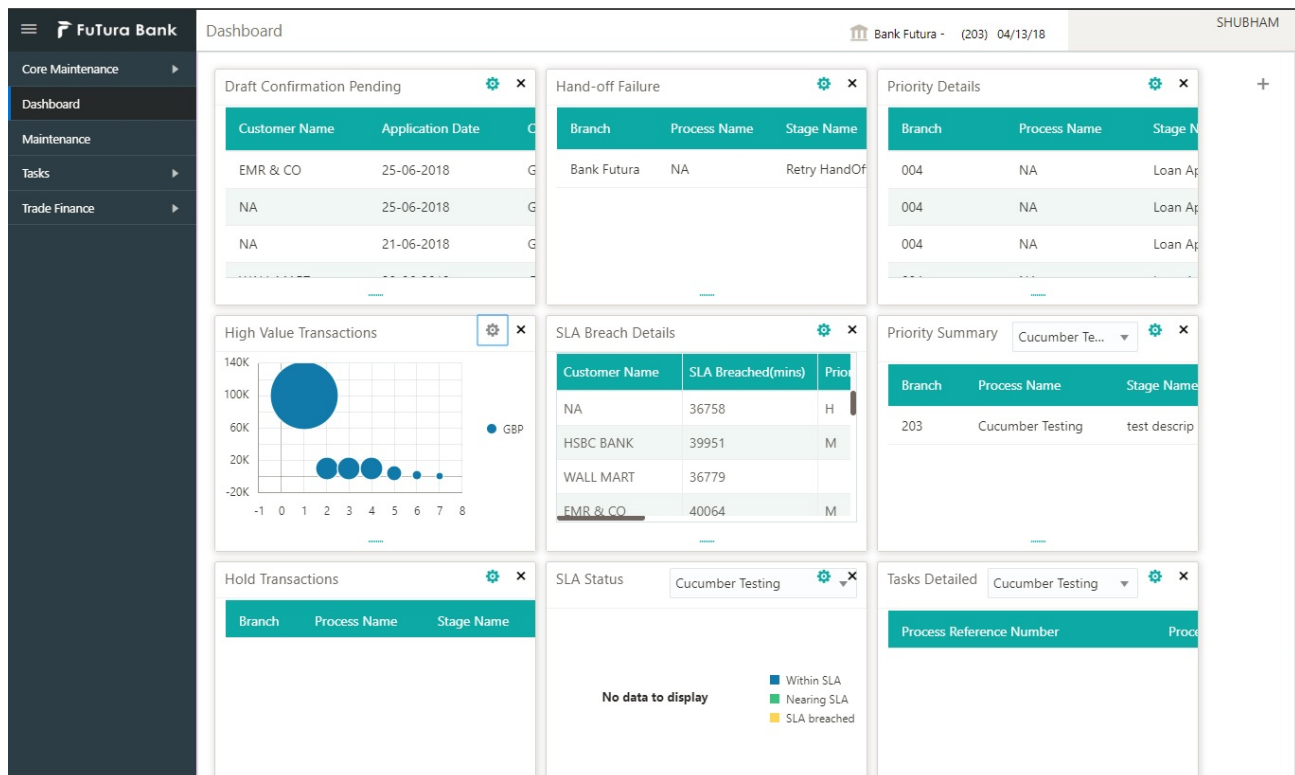 FuTura Bank
Dashboard
Bank Futura - (203) 04/13/18
SHUBHAM
Core Maintenance
Dashboard
Maintenance
Tasks
Trade Finance
Draft Confirmation Pending
Customer Name Application Date C
EMR & CO 25-06-2018 G
NA 25-06-2018 G
NA 21-06-2018 G
Hand-off Failure
Branch Process Name Stage Name
Bank Futura NA Retry HandOf
Priority Details
Branch Process Name Stage N
004 NA Loan Ap
004 NA Loan Ap
004 NA Loan Ap
High Value Transactions
140K
100K
60K
20K
-20K
-1 0 1 2 3 4 5 6 7 8
GBP
SLA Breach Details
Customer Name SLA Breached(mins) Prior
NA 36758 H
HSBC BANK 39951 M
WALL MART 36779
EMR & CO 40064 M
Priority Summary Cucumber Te...
Branch Process Name Stage Name
203 Cucumber Testing test descrip
Hold Transactions
Branch Process Name Stage Name
SLA Status Cucumber Testing
No data to display
Within SLA
Nearing SLA
SLA breached
Tasks Detailed Cucumber Testing
Process Reference Number Proce